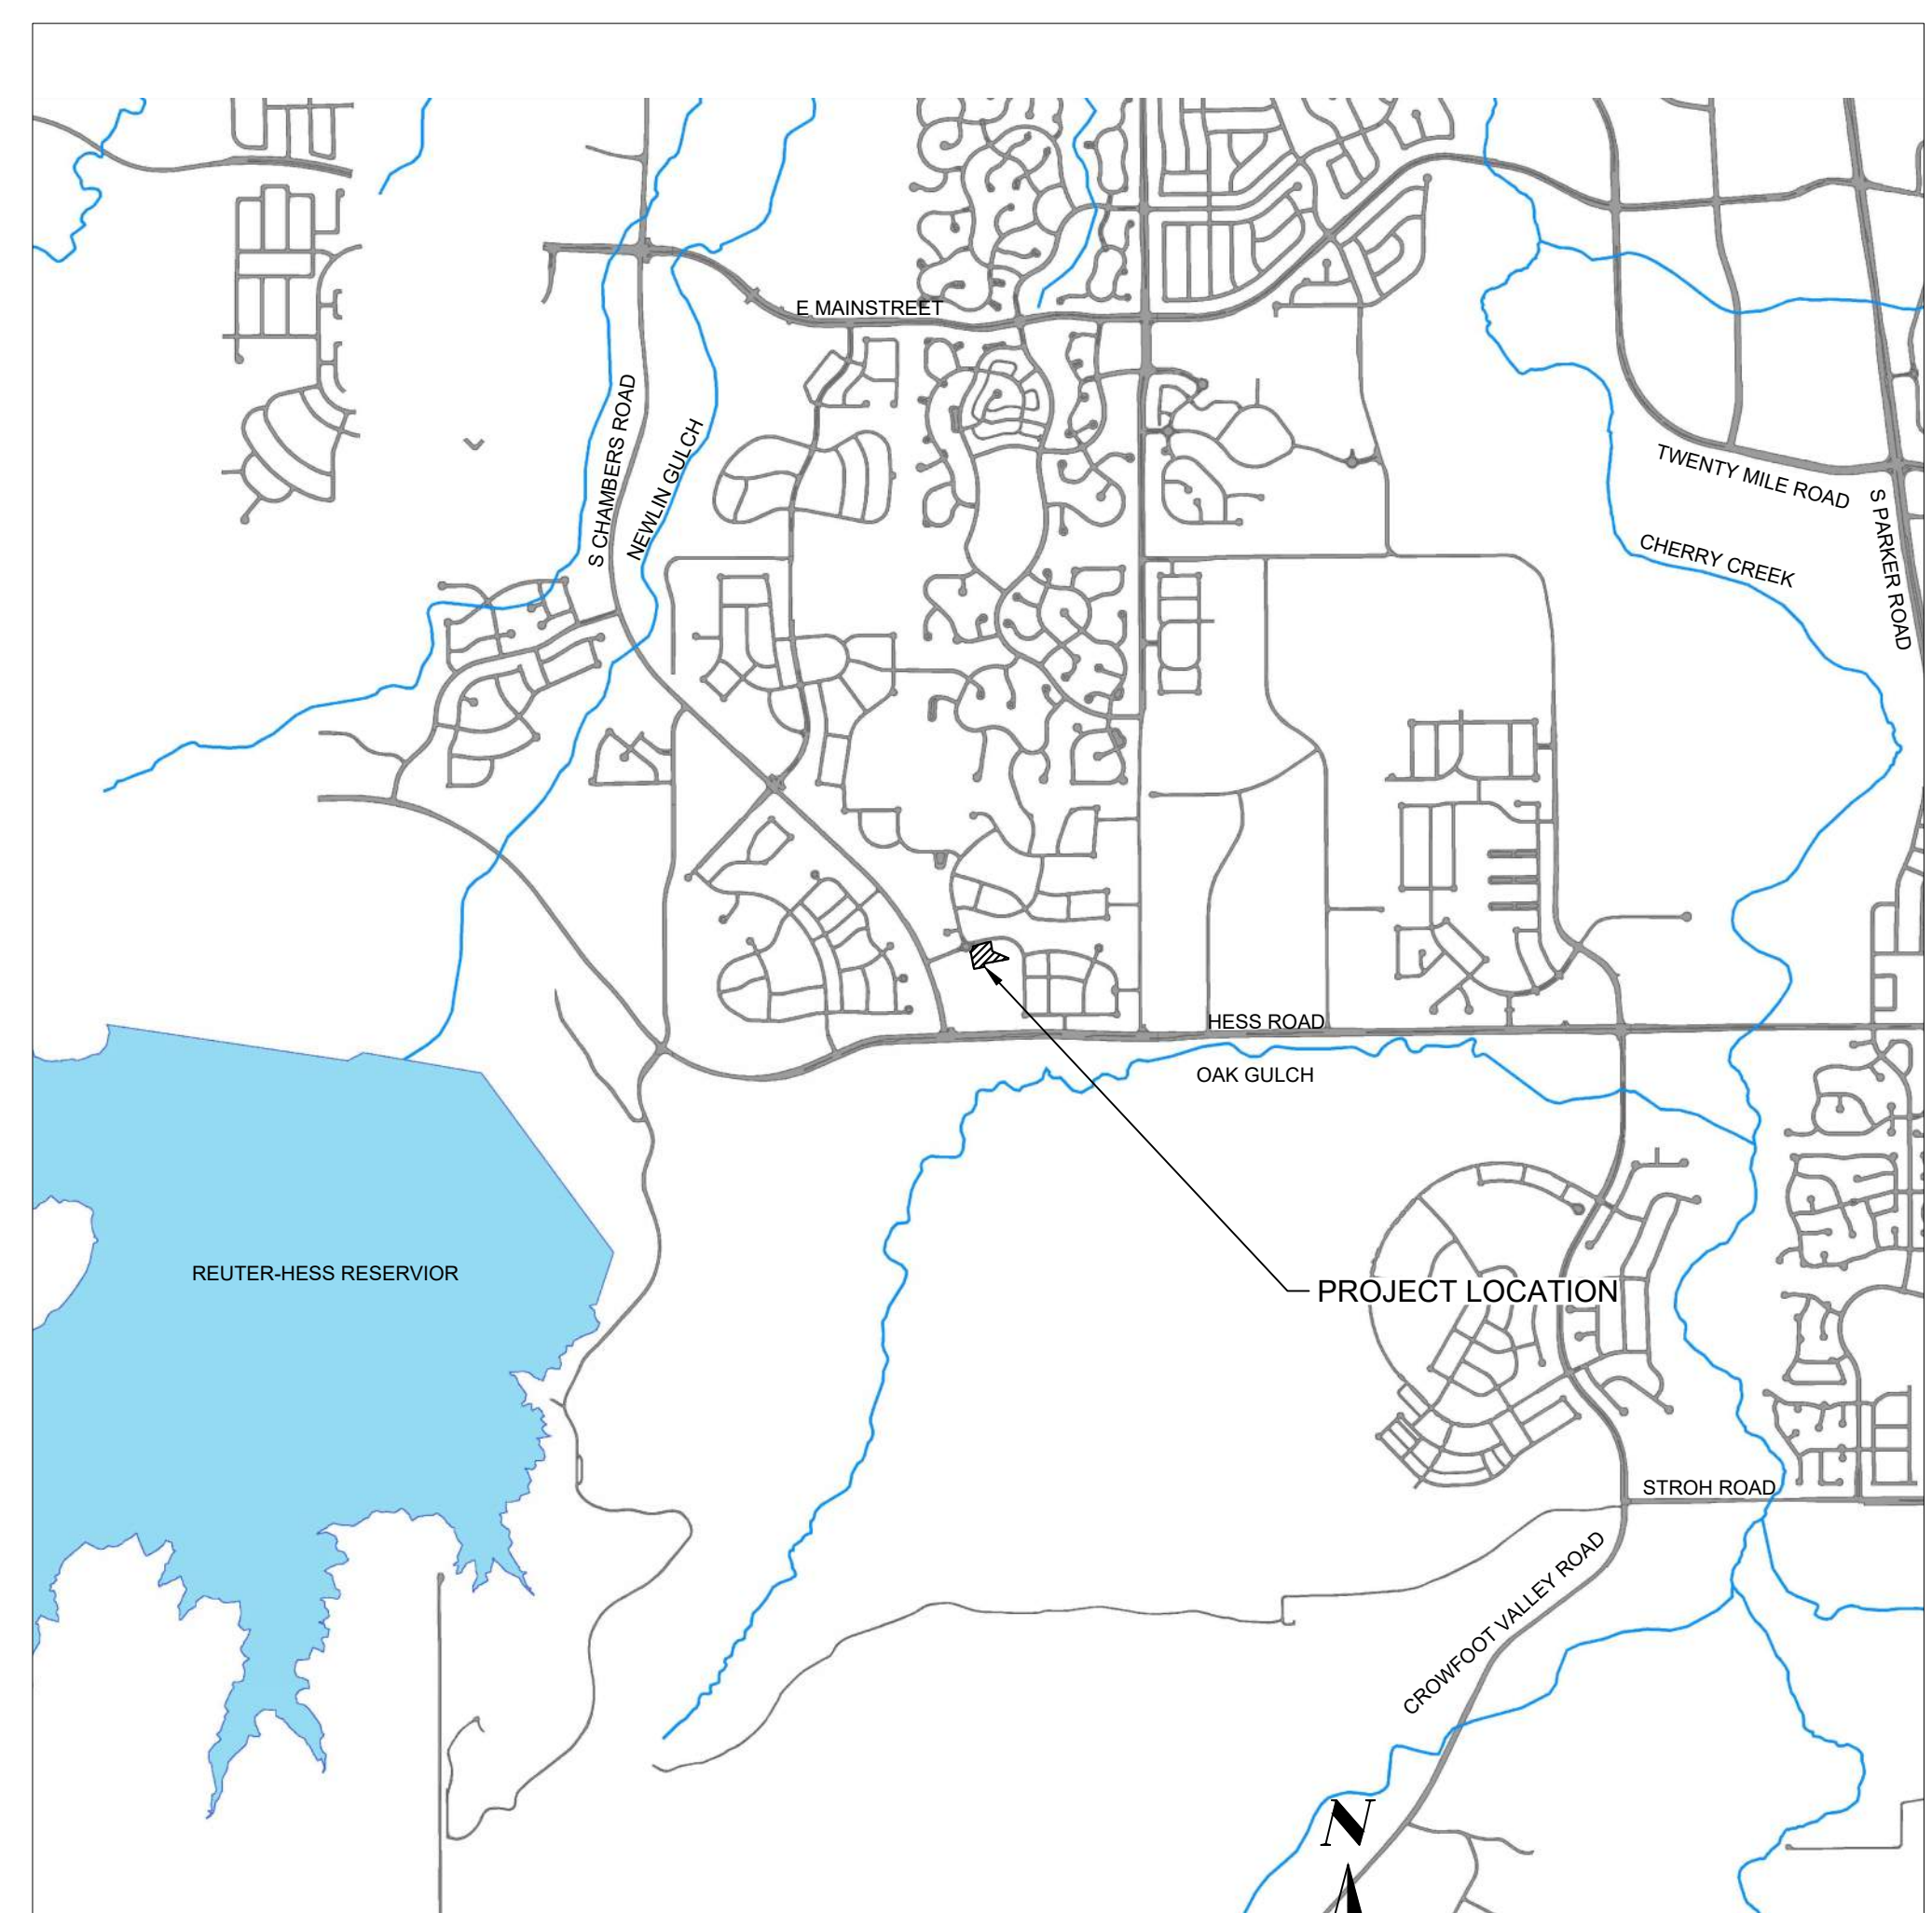 E MAINSTREET
S CHAMBERS ROAD
NEWLIN GULCH
TWENTY MILE ROAD
S PARKER ROAD
CHERRY CREEK
HESS ROAD
OAK GULCH
REUTER-HESS RESERVIOR
PROJECT LOCATION
STROH ROAD
CROWFOOT VALLEY ROAD
N